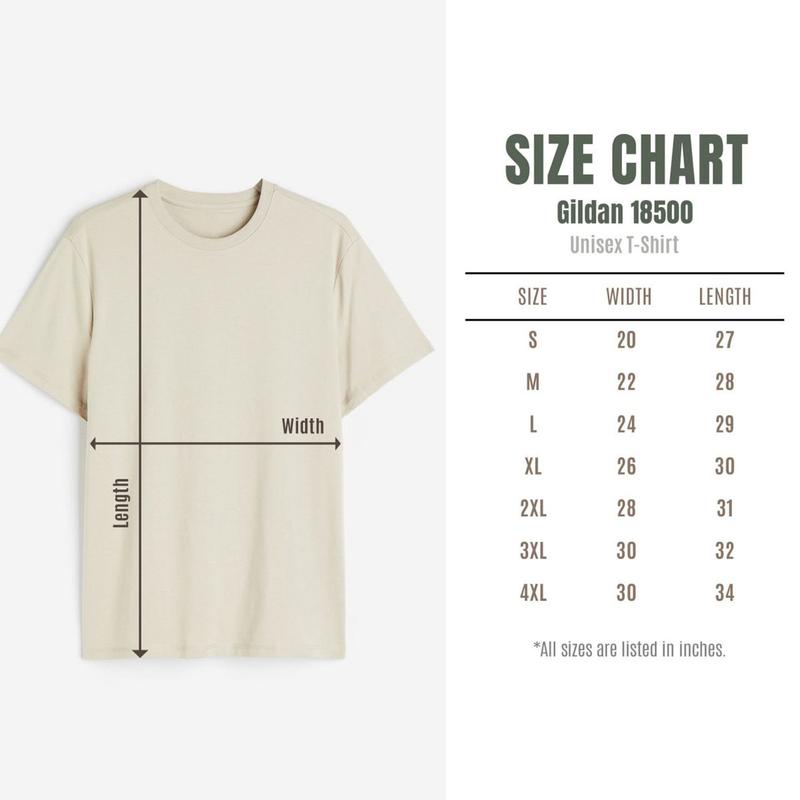 SIZE CHART
Gildan 18500
Unisex T-Shirt
SIZE WIDTH LENGTH
S 20 27
M 22 28
L 24 29
XL 26 30
2XL 28 31
3XL 30 32
4XL 30 34
*All sizes are listed in inches.
Width
Length